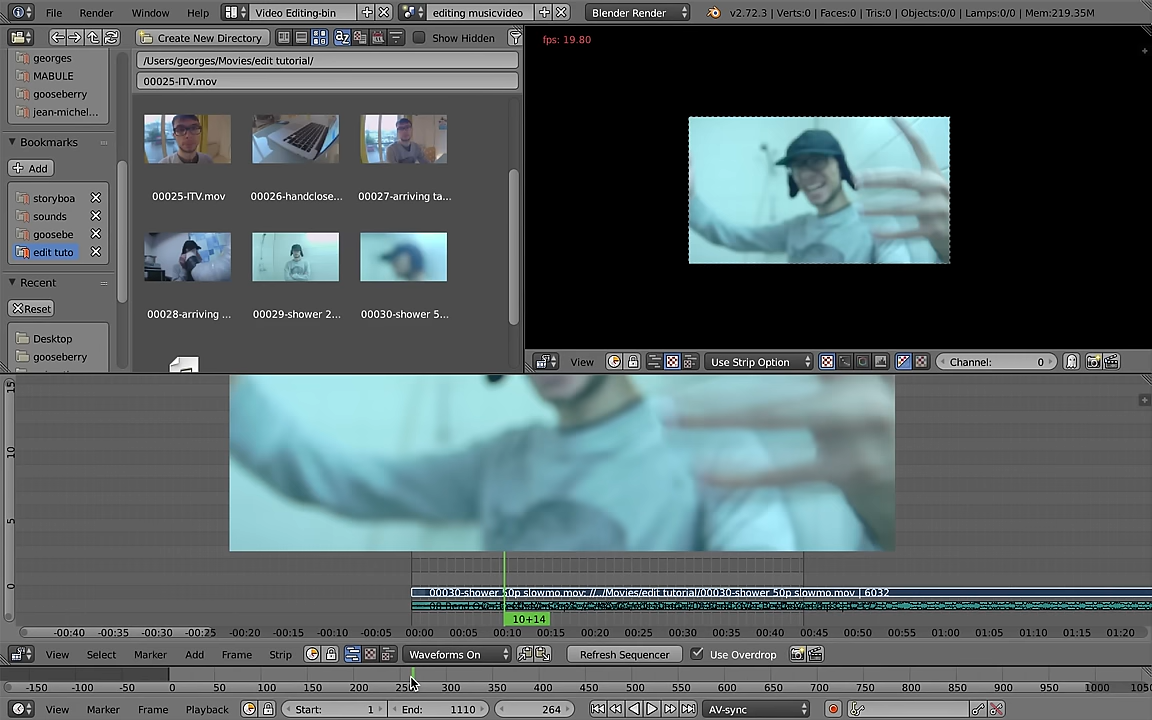 File Render Window Help Video Editing-bin editing musicvideo Blender Render v2.72.3 | Verts:0 | Faces:0 | Tris:0 | Objects:0/0 | Lamps:0/0 | Mem:219.35M
Create New Directory Show Hidden
fps: 19.80
/Users/georges/Movies/edit tutorial/
00025-ITV.mov
georges
MABULE
gooseberry
jean-michel...
Bookmarks
Add
storyboa
sounds
goosebe
edit tuto
Recent
Reset
Desktop
gooseberry
00025-ITV.mov 00026-handclose... 00027-arriving ta...
00028-arriving ... 00029-shower 2... 00030-shower 5...
View Use Strip Option Channel: 0
15
10
5
0
00030-shower 50p slowmo.mov: //../Movies/edit tutorial/00030-shower 50p slowmo.mov | 6032
10+14
-00:40 -00:35 -00:30 -00:25 -00:20 -00:15 -00:10 -00:05 00:00 00:05 00:10 00:15 00:20 00:25 00:30 00:35 00:40 00:45 00:50 00:55 01:00 01:05 01:10 01:15 01:20
View Select Marker Add Frame Strip Waveforms On Refresh Sequencer Use Overdrop
-150 -100 -50 0 50 100 150 200 250 300 350 400 450 500 550 600 650 700 750 800 850 900 950 1000 1050
View Marker Frame Playback Start: 1 End: 1110 264 AV-sync